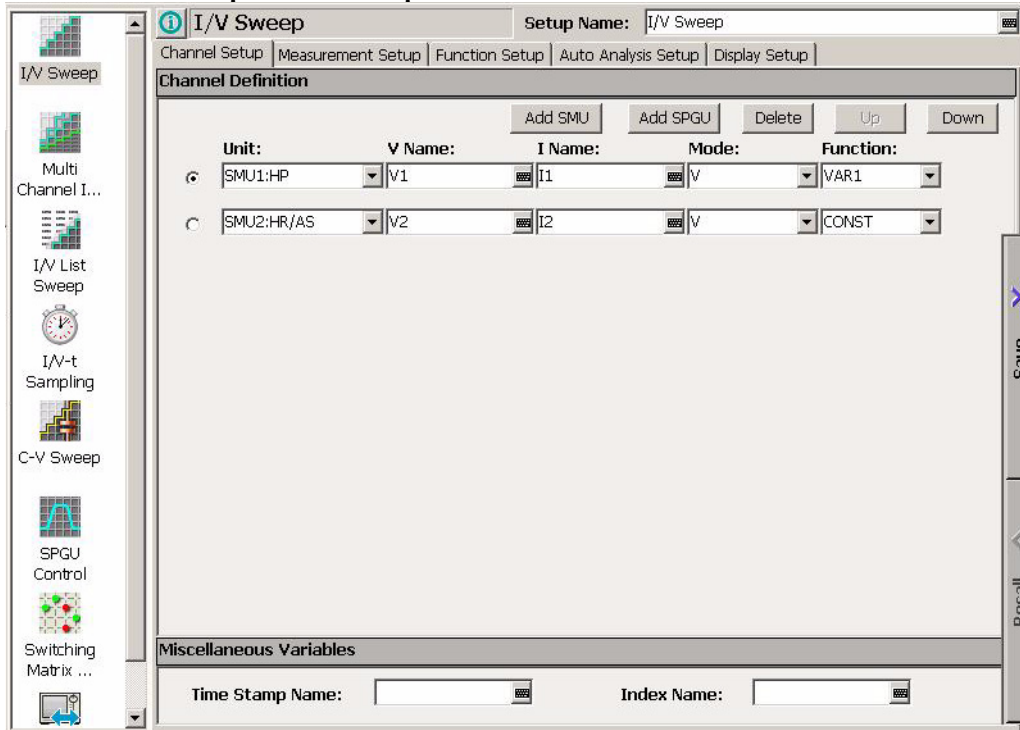 I/V Sweep
Setup Name: I/V Sweep
Channel Setup Measurement Setup Function Setup Auto Analysis Setup Display Setup
Channel Definition
Add SMU Add SPGU Delete Up Down
Unit: V Name: I Name: Mode: Function:
SMU1:HP V1 I1 V VAR1
SMU2:HR/AS V2 I2 V CONST
Miscellaneous Variables
Time Stamp Name: Index Name:
I/V Sweep
Multi
Channel I...
I/V List
Sweep
I/V-t
Sampling
C-V Sweep
SPGU
Control
Switching
Matrix ...
Recall